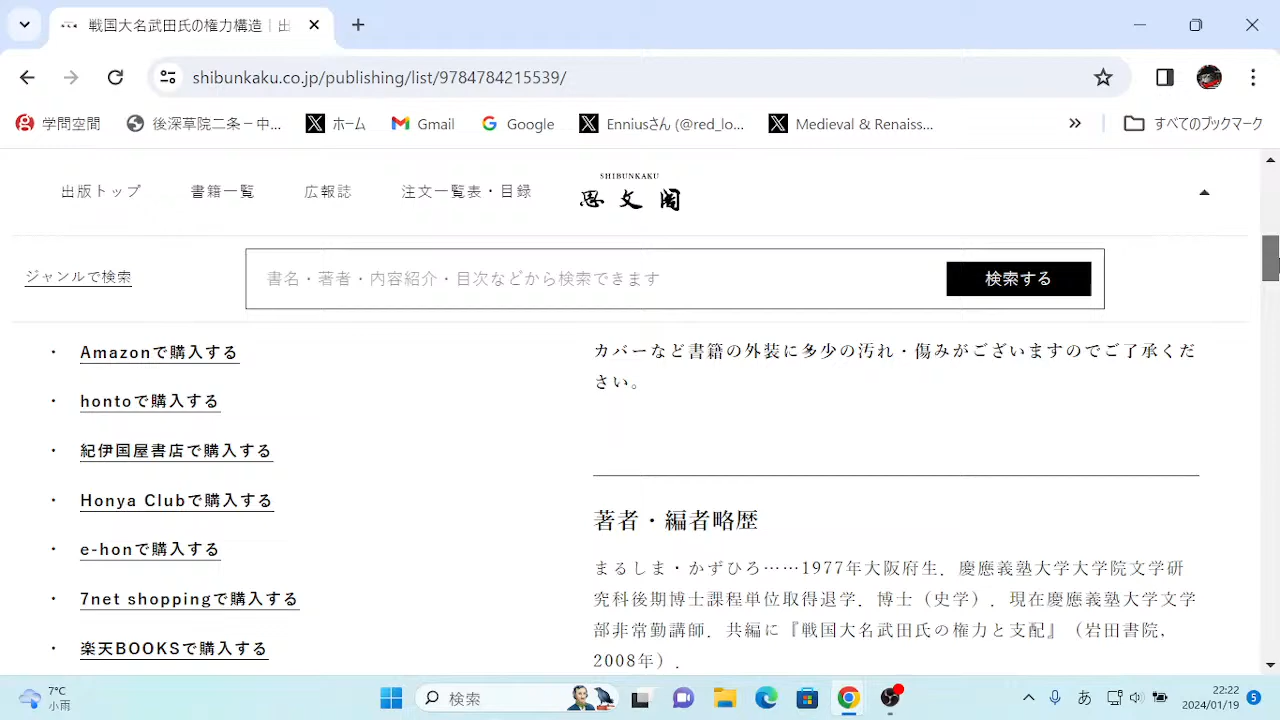 戦国大名武田氏の権力構造｜出
shibunkaku.co.jp/publishing/list/9784784215539/
学問空間
後深草院二条－中...
ホーム
Gmail
Google
Enniusさん (@red_lo...
Medieval & Renaiss...
すべてのブックマーク
出版トップ
書籍一覧
広報誌
注文一覧表・目録
SHIBUNKAKU
思文閣
ジャンルで検索
書名・著者・内容紹介・目次などから検索できます
検索する
・ Amazonで購入する
・ hontoで購入する
・ 紀伊国屋書店で購入する
・ Honya Clubで購入する
・ e-honで購入する
・ 7net shoppingで購入する
・ 楽天BOOKSで購入する
カバーなど書籍の外装に多少の汚れ・傷みがございますのでご了承くだ
さい。
著者・編者略歴
まるしま・かずひろ……1977年大阪府生．慶應義塾大学大学院文学研
究科後期博士課程単位取得退学．博士（史学）．現在慶應義塾大学文学
部非常勤講師．共編に『戦国大名武田氏の権力と支配』（岩田書院，
2008年）．
7°C
小雨
検索
あ
22:22
2024/01/19
5